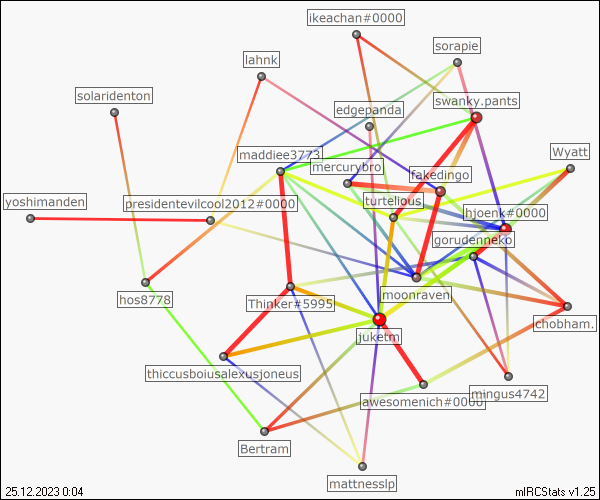 ikeachan#0000
sorapie
lahnk
solaridenton
swanky.pants
edgepanda
maddiee3773
Wyatt
mercurybro
fakedingo
yoshimanden
presidentevilcool2012#0000
turtelious
hjoenk#0000
gorudenneko
hos8778
Thinker#5995
moonraven
chobham.
jjuketm
thiccusboiusalexusjoneus
awesomenich#0000
mingus4742
Bertram
mattnesslp
25.12.2023 0:04
mIRCStats v1.25